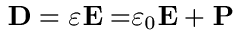 𝐃 = ε𝐄 = ε₀𝐄 + 𝐏